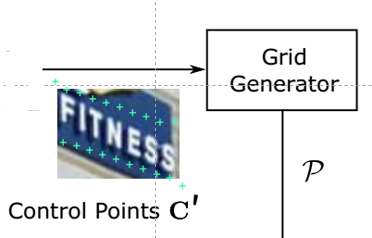 Grid
Generator
FITNESS
𝒫
Control Points C'